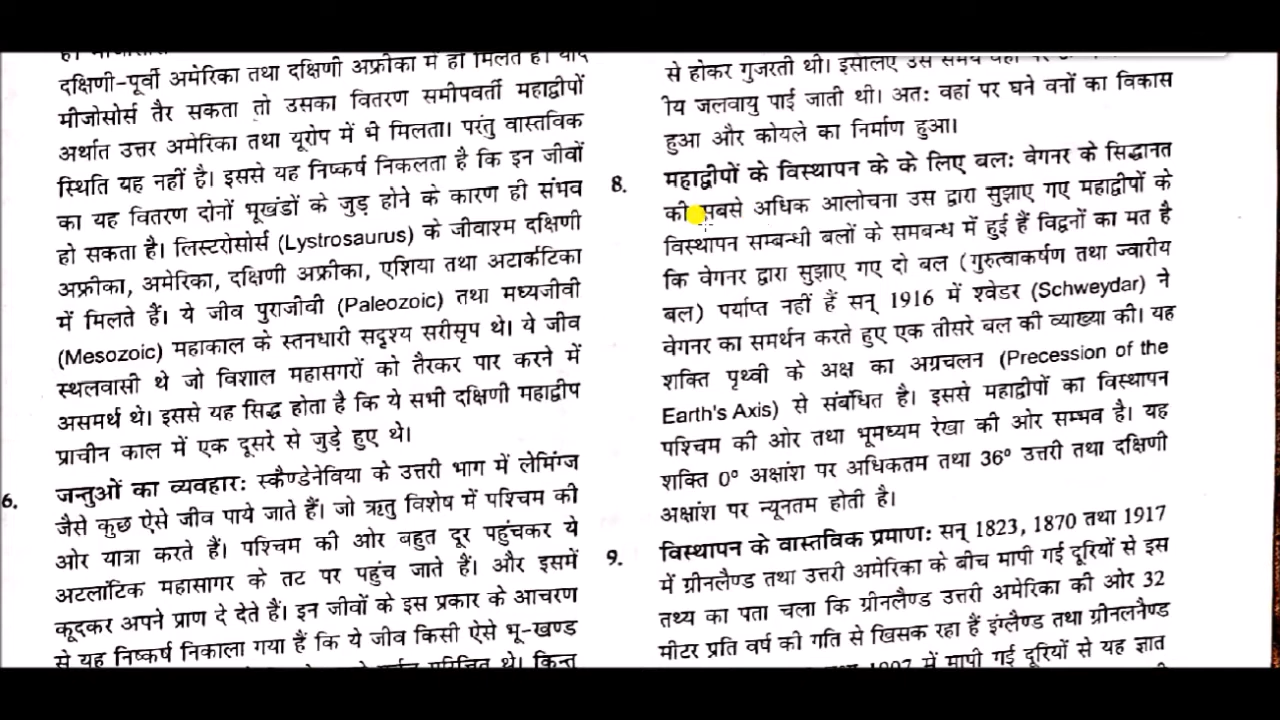 दक्षिणी-पूर्वी अमेरिका तथा दक्षिणी अफ्रीका में ही मिलते हैं। यदि
मीजोसोर्स तैर सकता तो उसका वितरण समीपवर्ती महाद्वीपों
अर्थात उत्तर अमेरिका तथा यूरोप में भे मिलता। परंतु वास्तविक
स्थिति यह नहीं है। इससे यह निष्कर्ष निकलता है कि इन जीवों
का यह वितरण दोनों भूखंडों के जुड़ होने के कारण ही संभव
हो सकता है। लिस्टरोसोर्स (Lystrosaurus) के जीवाश्म दक्षिणी
अफ्रीका, अमेरिका, दक्षिणी अफ्रीका, एशिया तथा अटार्कटिका
में मिलते हैं। ये जीव पुराजीवी (Paleozoic) तथा मध्यजीवी
(Mesozoic) महाकाल के स्तनधारी सदृश्य सरीसृप थे। ये जीव
स्थलवासी थे जो विशाल महासगरों को तैरकर पार करने में
असमर्थ थे। इससे यह सिद्ध होता है कि ये सभी दक्षिणी महाद्वीप
प्राचीन काल में एक दूसरे से जुड़े हुए थे।
6. जन्तुओं का व्यवहारः स्कैण्डेनेविया के उत्तरी भाग में लेमिंग्ज
जैसे कुछ ऐसे जीव पाये जाते हैं। जो ऋतु विशेष में पश्चिम की
ओर यात्रा करते हैं। पश्चिम की ओर बहुत दूर पहुंचकर ये
अटलांटिक महासागर के तट पर पहुंच जाते हैं। और इसमें
कूदकर अपने प्राण दे देते हैं। इन जीवों के इस प्रकार के आचरण
से यह निष्कर्ष निकाला गया हैं कि ये जीव किसी ऐसे भू-खण्ड
थे। किन्तु
से होकर गुजरती थी। इसलिए उस समय
ीय जलवायु पाई जाती थी। अतः वहां पर घने वनों का विकास
हुआ और कोयले का निर्माण हुआ।
8. महाद्वीपों के विस्थापन के के लिए बलः वेगनर के सिद्धानत
की सबसे अधिक आलोचना उस द्वारा सुझाए गए महाद्वीपों के
विस्थापन सम्बन्धी बलों के समबन्ध में हुई हैं विद्वनों का मत है
कि वेगनर द्वारा सुझाए गए दो बल (गुरुत्वाकर्षण तथा ज्वारीय
बल) पर्याप्त नहीं हैं सन् 1916 में श्वेडर (Schweydar) ने
वेगनर का समर्थन करते हुए एक तीसरे बल की व्याख्या की। यह
शक्ति पृथ्वी के अक्ष का अग्रचलन (Precession of the
Earth's Axis) से संबंधित है। इससे महाद्वीपों का विस्थापन
पश्चिम की ओर तथा भूमध्यम रेखा की ओर सम्भव है। यह
शक्ति 0° अक्षांश पर अधिकतम तथा 36° उत्तरी तथा दक्षिणी
अक्षांश पर न्यूनतम होती है।
9. विस्थापन के वास्तविक प्रमाणः सन् 1823, 1870 तथा 1917
में ग्रीनलैण्ड तथा उत्तरी अमेरिका के बीच मापी गई दूरियों से इस
तथ्य का पता चला कि ग्रीनलैण्ड उत्तरी अमेरिका की ओर 32
मीटर प्रति वर्ष की गति से खिसक रहा हैं इंग्लैण्ड तथा ग्रीनलनैण्ड
में मापी गई दूरियों से यह ज्ञात